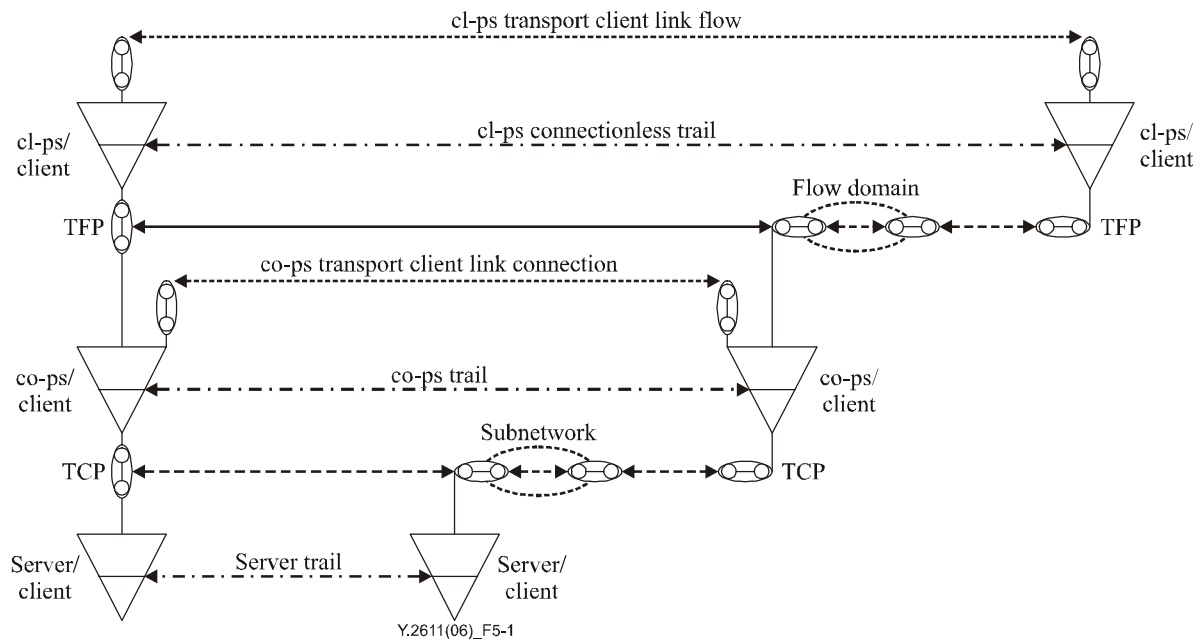 cl-ps transport client link flow
cl-ps/
client
cl-ps connectionless trail
cl-ps/
client
Flow domain
TFP
TFP
co-ps transport client link connection
co-ps/
client
co-ps trail
co-ps/
client
Subnetwork
TCP
TCP
Server/
client
Server trail
Server/
client
Y.2611(06)_F5-1